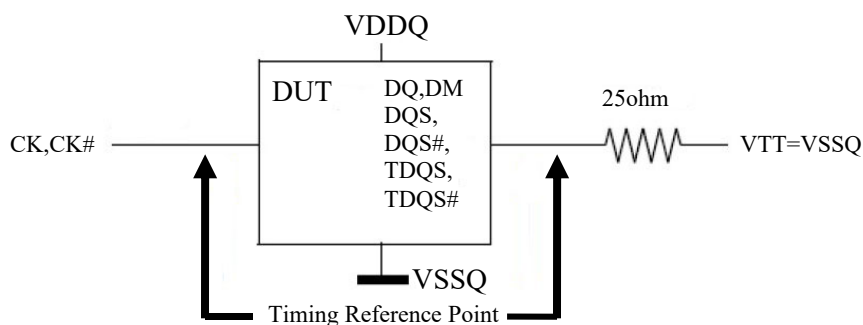 VDDQ
DUT
DQ,DM
DQS,
DQS#,
TDQS,
TDQS#
25ohm
CK,CK#
VTT=VSSQ
VSSQ
Timing Reference Point